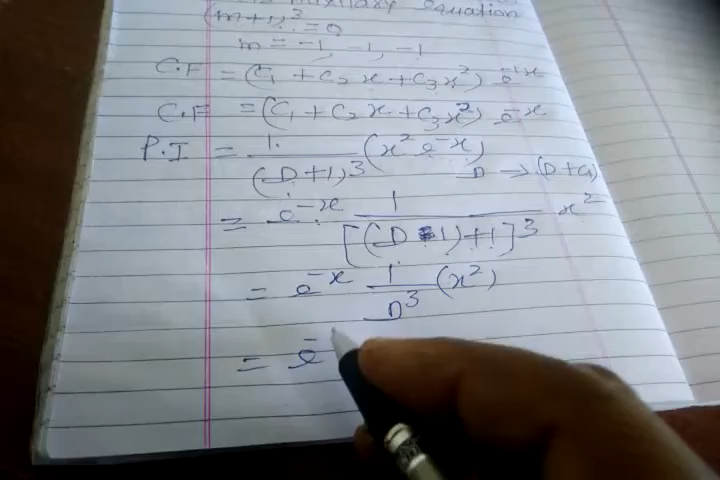 auxiliary equation
(m+1)³ = 0
m = -1, -1, -1
C.F = (C₁ + C₂x + C₃x²) e⁻¹ˣ
C.F = (C₁ + C₂x + C₃x²) e⁻ˣ
P.I = 1/(D+1)³ (x² e⁻ˣ)
D → (D+a)
= e⁻ˣ 1/[(D-1)+1]³ x²
= e⁻ˣ 1/D³ (x²)
= e⁻